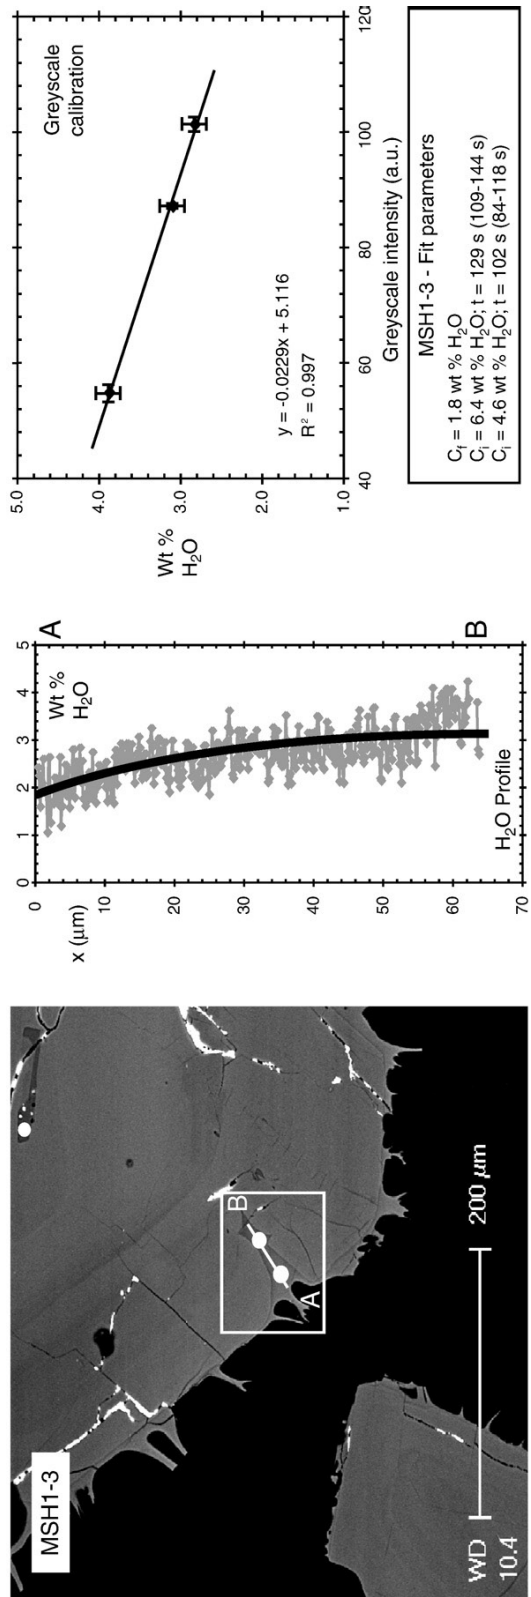 MSH1-3
B
A
WD
10.4
200 μm
x (μm)
0
10
20
30
40
50
60
70
0
1
2
3
4
5
Wt %
H₂O
A
B
H₂O Profile
Greyscale
calibration
Wt %
H₂O
5.0
4.0
3.0
2.0
1.0
y = -0.0229x + 5.116
R² = 0.997
40
60
80
100
120
Greyscale intensity (a.u.)
MSH1-3 - Fit parameters
Cf = 1.8 wt % H₂O
Ci = 6.4 wt % H₂O; t = 129 s (109-144 s)
Ci = 4.6 wt % H₂O; t = 102 s (84-118 s)